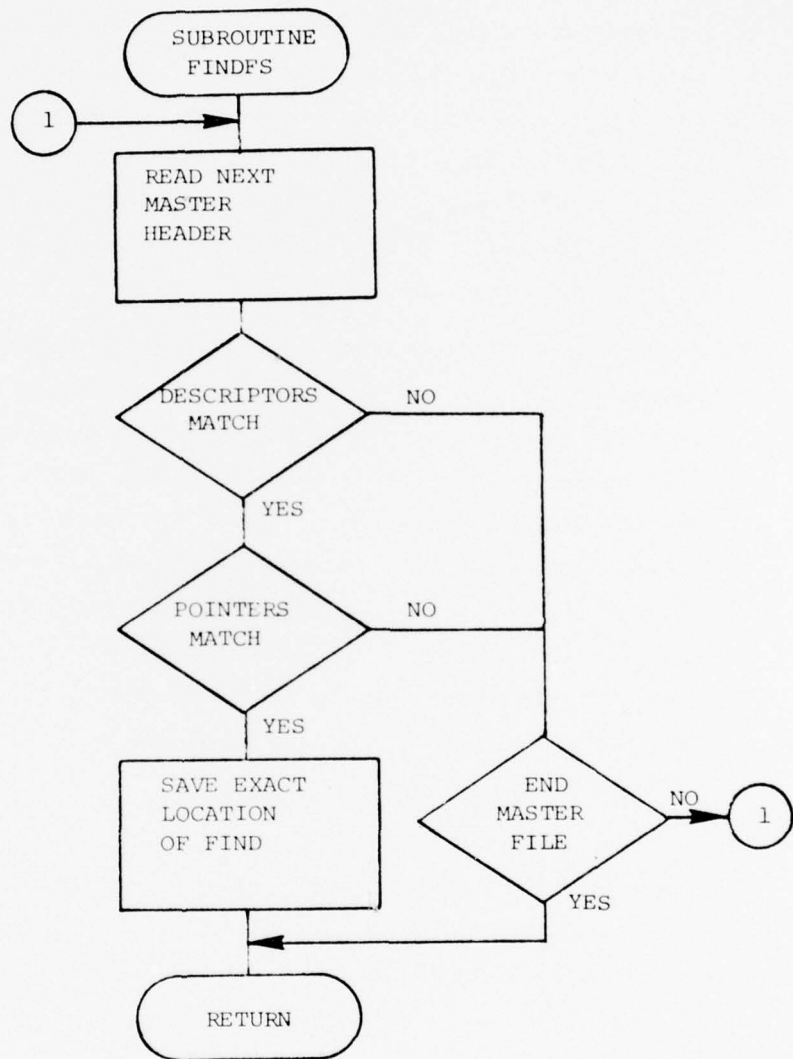 SUBROUTINE
FINDFS
1
READ NEXT
MASTER
HEADER
DESCRIPTORS
MATCH
NO
YES
POINTERS
MATCH
NO
YES
SAVE EXACT
LOCATION
OF FIND
END
MASTER
FILE
NO
1
YES
RETURN